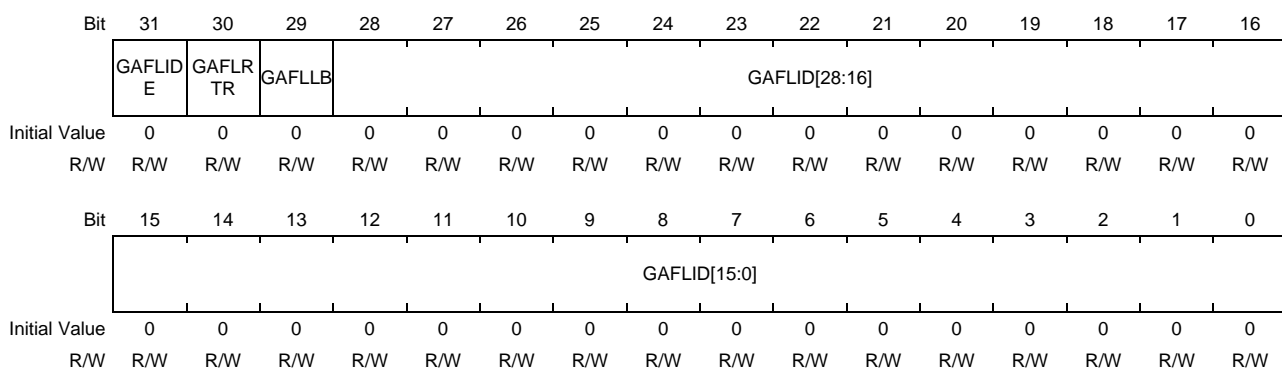 Bit 31 30 29 28 27 26 25 24 23 22 21 20 19 18 17 16
GAFLID GAFLR GAFLLB GAFLID[28:16]
E TR
Initial Value 0 0 0 0 0 0 0 0 0 0 0 0 0 0 0 0
R/W R/W R/W R/W R/W R/W R/W R/W R/W R/W R/W R/W R/W R/W R/W R/W R/W
Bit 15 14 13 12 11 10 9 8 7 6 5 4 3 2 1 0
GAFLID[15:0]
Initial Value 0 0 0 0 0 0 0 0 0 0 0 0 0 0 0 0
R/W R/W R/W R/W R/W R/W R/W R/W R/W R/W R/W R/W R/W R/W R/W R/W R/W